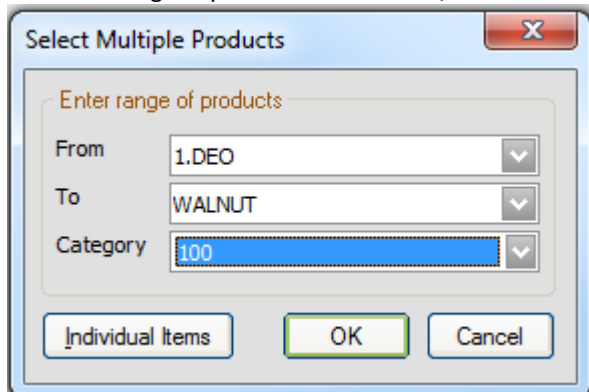 Select Multiple Products
Enter range of products
From 1.DEO
To WALNUT
Category 100
Individual Items OK Cancel